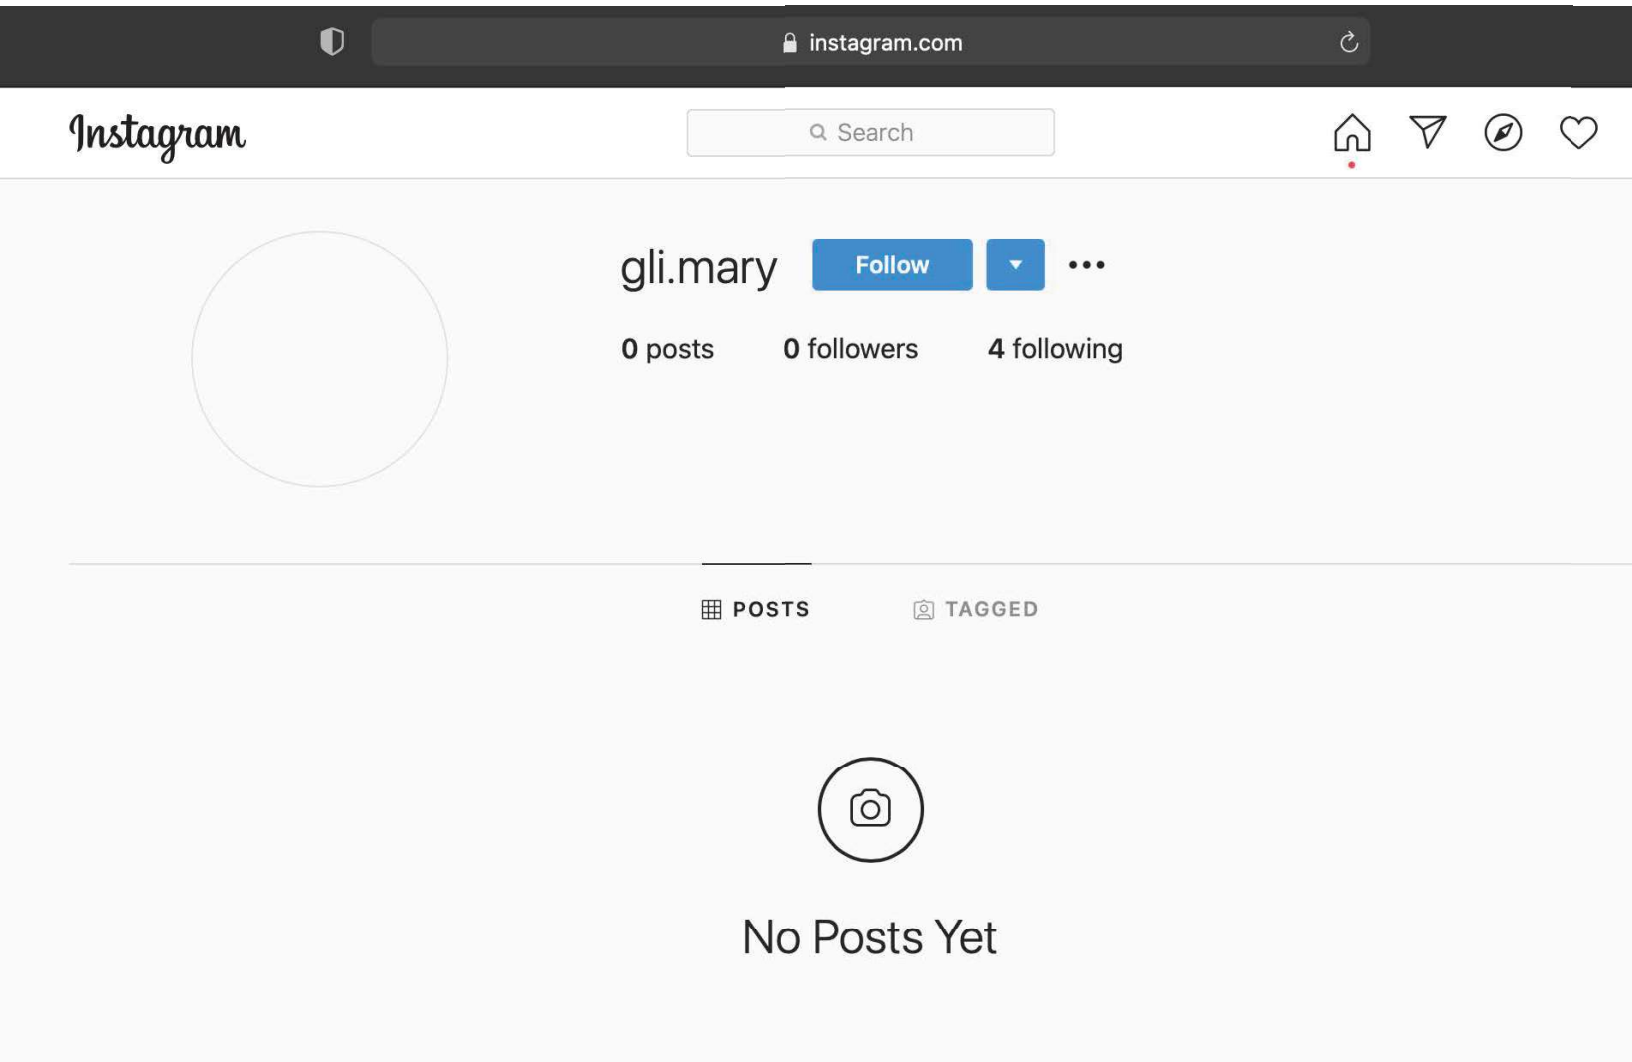 instagram.com
Instagram
Search
gli.mary Follow
0 posts 0 followers 4 following
POSTS TAGGED
No Posts Yet